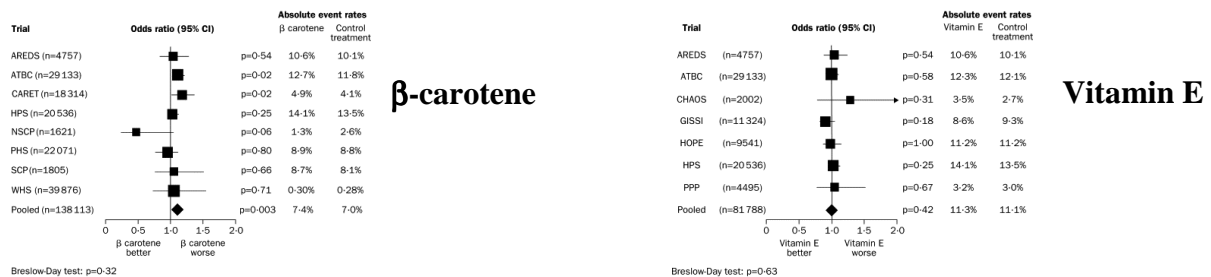 Absolute event rates
Trial Odds ratio (95% CI) β carotene Control treatment
AREDS (n=4757) p=0·54 10·6% 10·1%
ATBC (n=29 133) p=0·02 12·7% 11·8%
CARET (n=18 314) p=0·02 4·9% 4·1%
HPS (n=20 536) p=0·25 14·1% 13·5%
NSCP (n=1621) p=0·06 1·3% 2·6%
PHS (n=22 071) p=0·80 8·9% 8·8%
SCP (n=1805) p=0·66 8·7% 8·1%
WHS (n=39 876) p=0·71 0·30% 0·28%
Pooled (n=138 113) p=0·003 7·4% 7·0%
0 0·5 1·0 1·5 2·0
β carotene better β carotene worse
Breslow-Day test: p=0·32
β-carotene
Absolute event rates
Trial Odds ratio (95% CI) Vitamin E Control treatment
AREDS (n=4757) p=0·54 10·6% 10·1%
ATBC (n=29 133) p=0·58 12·3% 12·1%
CHAOS (n=2002) p=0·31 3·5% 2·7%
GISSI (n=11 324) p=0·18 8·6% 9·3%
HOPE (n=9541) p=1·00 11·2% 11·2%
HPS (n=20 536) p=0·25 14·1% 13·5%
PPP (n=4495) p=0·67 3·2% 3·0%
Pooled (n=81 788) p=0·42 11·3% 11·1%
0 0·5 1·0 1·5 2·0
Vitamin E better Vitamin E worse
Breslow-Day test: p=0·63
Vitamin E